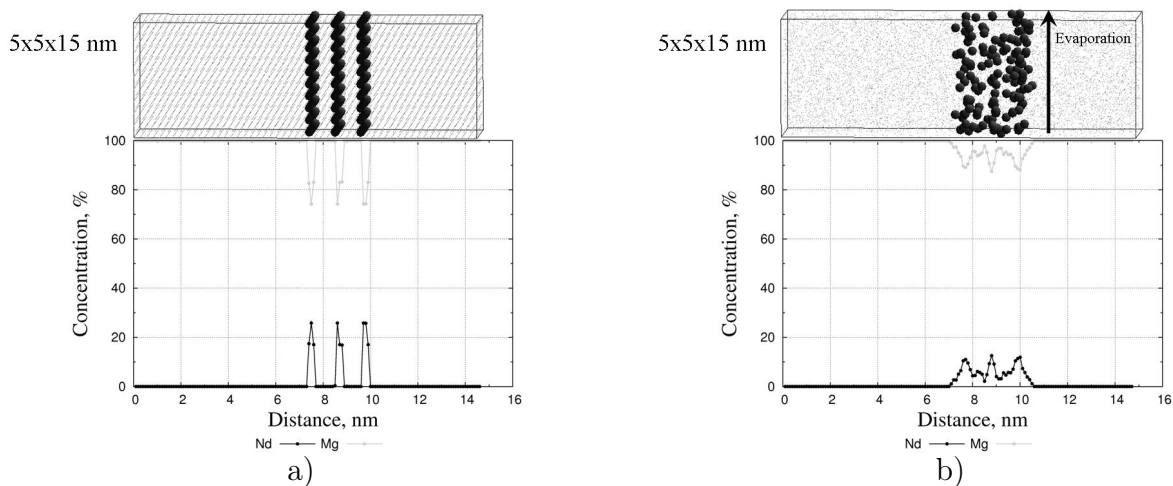 5x5x15 nm
100
80
60
40
20
0
Concentration, %
0 2 4 6 8 10 12 14 16
Distance, nm
Nd Mg
a)
5x5x15 nm
Evaporation
100
80
60
40
20
0
Concentration, %
0 2 4 6 8 10 12 14 16
Distance, nm
Nd Mg
b)